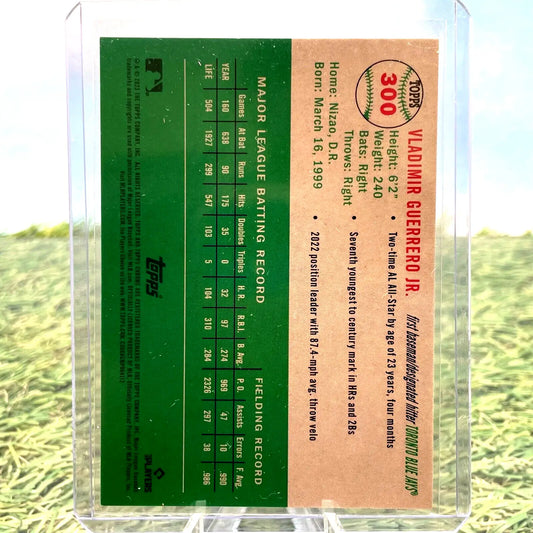 TOPPS
300
VLADIMIR GUERRERO JR.
first baseman/designated hitter TORONTO BLUE JAYS®
Height: 6'2"
Weight: 240
Bats: Right
Throws: Right
Home: Nizao, D.R.
Born: March 16, 1999
• Two-time AL All-Star by age of 23 years, four months
• Seventh youngest to century mark in HRs and 2Bs
• 2022 position leader with 87.4-mph avg. throw velo
MAJOR LEAGUE BATTING RECORD FIELDING RECORD
Games At Bat Runs Hits Doubles Triples H. R. R.B.I. B. Avg. P. O. Assists Errors F. Avg.
YEAR 160 638 90 175 35 0 32 97 .274 969 47 10 .990
LIFE 504 1927 299 547 103 5 104 310 .284 2326 297 38 .986
topps
PLAYERS